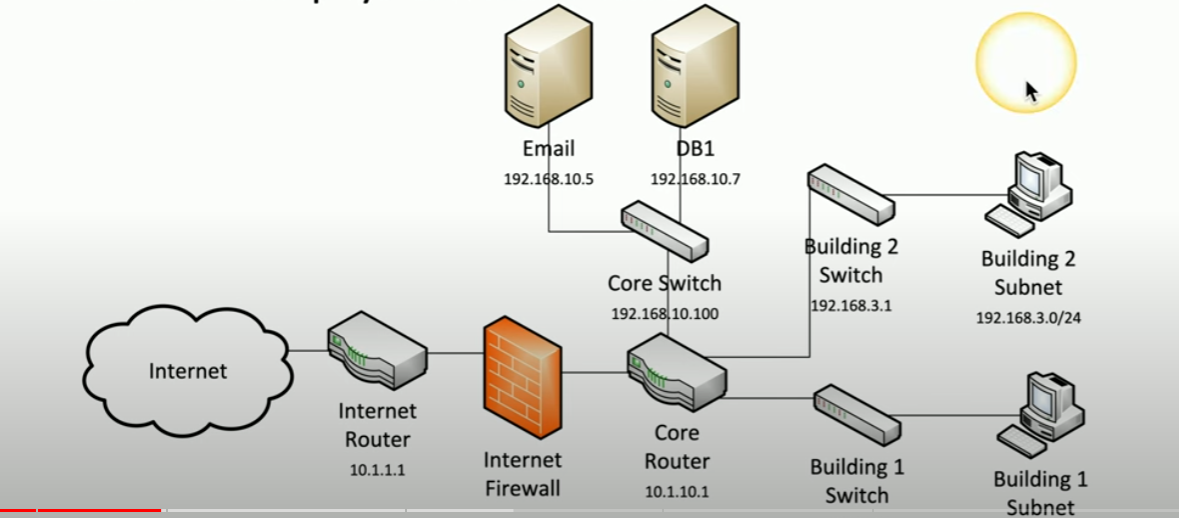 Email
192.168.10.5
DB1
192.168.10.7
Core Switch
192.168.10.100
Building 2
Switch
192.168.3.1
Building 2
Subnet
192.168.3.0/24
Internet
Internet
Router
10.1.1.1
Internet
Firewall
Core
Router
10.1.10.1
Building 1
Switch
Building 1
Subnet